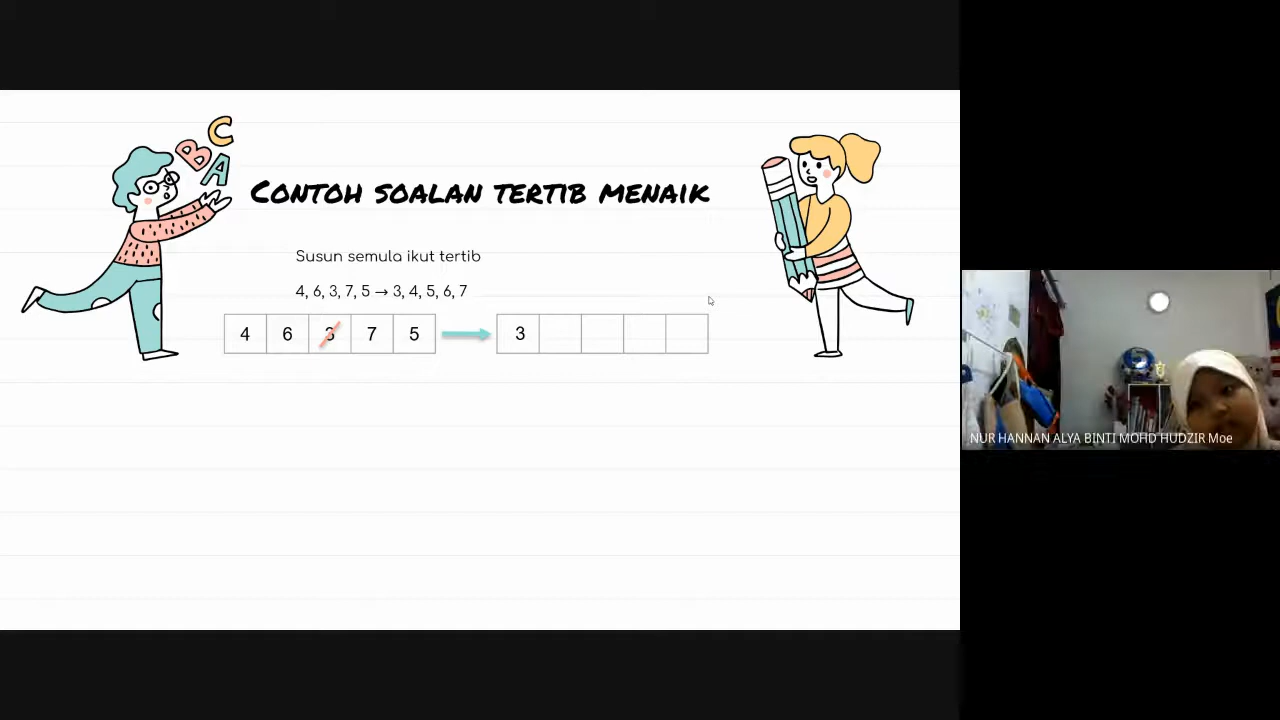 C
B
A
CONTOH SOALAN TERTIB MENAIK
Susun semula ikut tertib
4, 6, 3, 7, 5 → 3, 4, 5, 6, 7
4 6 3 7 5 3
NUR HANNAN ALYA BINTI MOHD HUDZIR Moe